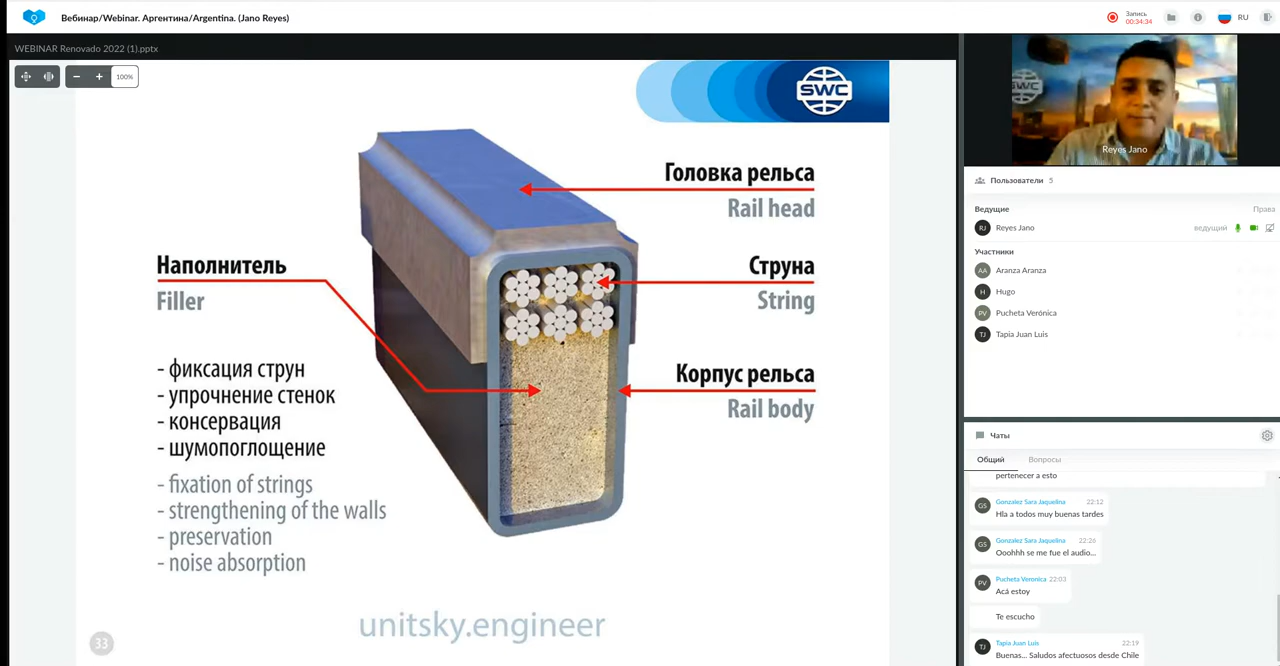 Вебинар/Webinar. Аргентина/Argentina. (Jano Reyes)
Запись
00:34:34
RU
WEBINAR Renovado 2022 (1).pptx
100%
SWC
Головка рельса
Rail head
Наполнитель
Filler
Струна
String
Корпус рельса
Rail body
- фиксация струн
- упрочнение стенок
- консервация
- шумопоглощение
- fixation of strings
- strengthening of the walls
- preservation
- noise absorption
unitsky.engineer
33
SWC
Reyes Jano
Пользователи 5
Ведущие Права
RJ Reyes Jano ведущий
Участники
AA Aranza Aranza
H Hugo
PV Pucheta Verónica
TJ Tapia Juan Luis
Чаты
Общий Вопросы
pertenecer a esto
GS Gonzalez Sara Jaquelina 22:12
Hla a todos muy buenas tardes
GS Gonzalez Sara Jaquelina 22:26
Ooohhh se me fue el audio...
PV Pucheta Veronica 22:03
Acá estoy
Te escucho
TJ Tapia Juan Luis 22:19
Buenas... Saludos afectuosos desde Chile